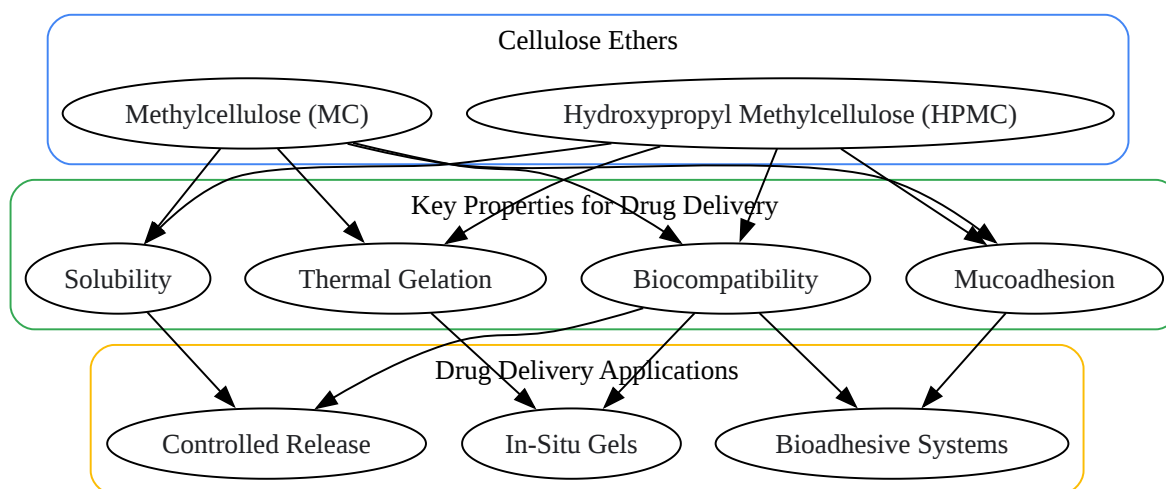 Cellulose Ethers
Methylcellulose (MC)
Hydroxypropyl Methylcellulose (HPMC)
Key Properties for Drug Delivery
Solubility
Thermal Gelation
Biocompatibility
Mucoadhesion
Drug Delivery Applications
Controlled Release
In-Situ Gels
Bioadhesive Systems